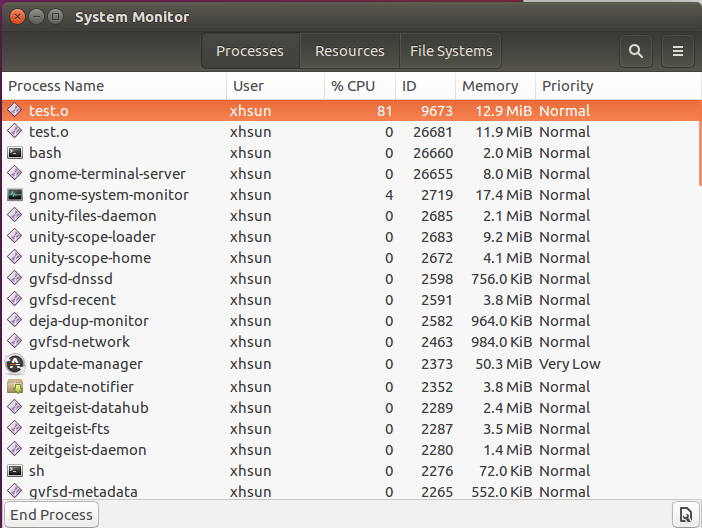 System Monitor
Processes Resources File Systems
Process Name User % CPU ID Memory Priority
test.o xhsun 81 9673 12.9 MiB Normal
test.o xhsun 0 26681 11.9 MiB Normal
bash xhsun 0 26660 2.0 MiB Normal
gnome-terminal-server xhsun 0 26655 8.0 MiB Normal
gnome-system-monitor xhsun 4 2719 17.4 MiB Normal
unity-files-daemon xhsun 0 2685 2.1 MiB Normal
unity-scope-loader xhsun 0 2683 9.2 MiB Normal
unity-scope-home xhsun 0 2672 4.1 MiB Normal
gvfsd-dnssd xhsun 0 2598 756.0 KiB Normal
gvfsd-recent xhsun 0 2591 3.8 MiB Normal
deja-dup-monitor xhsun 0 2582 964.0 KiB Normal
gvfsd-network xhsun 0 2463 984.0 KiB Normal
update-manager xhsun 0 2373 50.3 MiB Very Low
update-notifier xhsun 0 2352 3.8 MiB Normal
zeitgeist-datahub xhsun 0 2289 2.4 MiB Normal
zeitgeist-fts xhsun 0 2287 3.5 MiB Normal
zeitgeist-daemon xhsun 0 2280 1.4 MiB Normal
sh xhsun 0 2276 72.0 KiB Normal
gvfsd-metadata xhsun 0 2265 552.0 KiB Normal
End Process